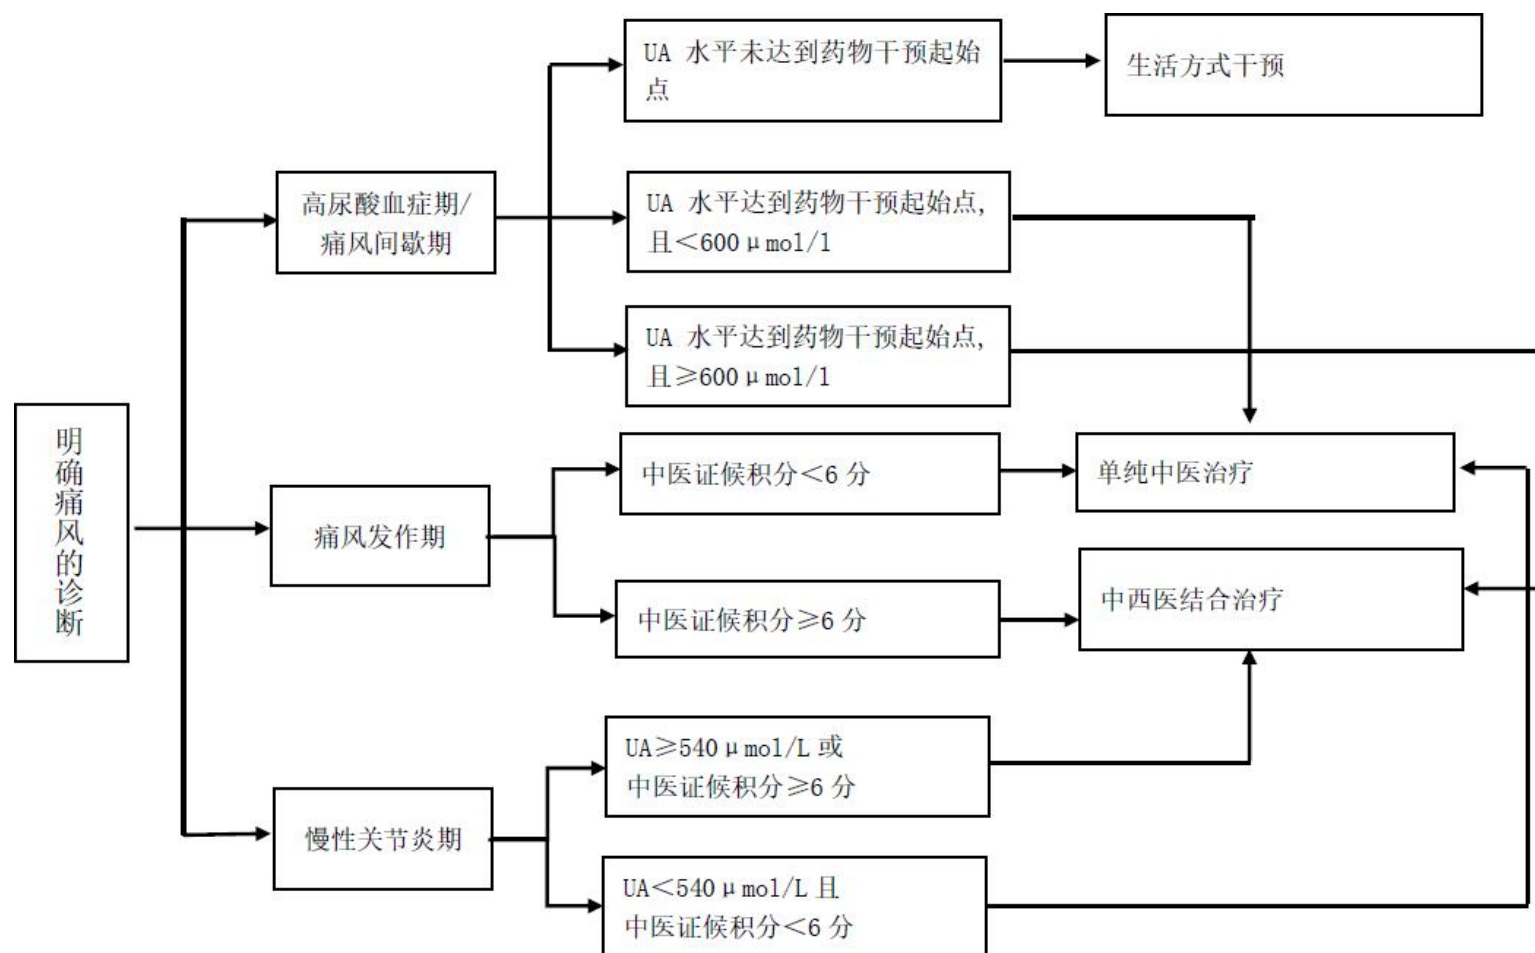 UA 水平未达到药物干预起始
点
生活方式干预
高尿酸血症期/
痛风间歇期
UA 水平达到药物干预起始点,
且<600μmol/l
UA 水平达到药物干预起始点,
且≥600μmol/l
明确痛风的诊断
中医证候积分<6 分
单纯中医治疗
痛风发作期
中医证候积分≥6 分
中西医结合治疗
UA≥540μmol/L 或
中医证候积分≥6 分
慢性关节炎期
UA<540μmol/L 且
中医证候积分<6 分